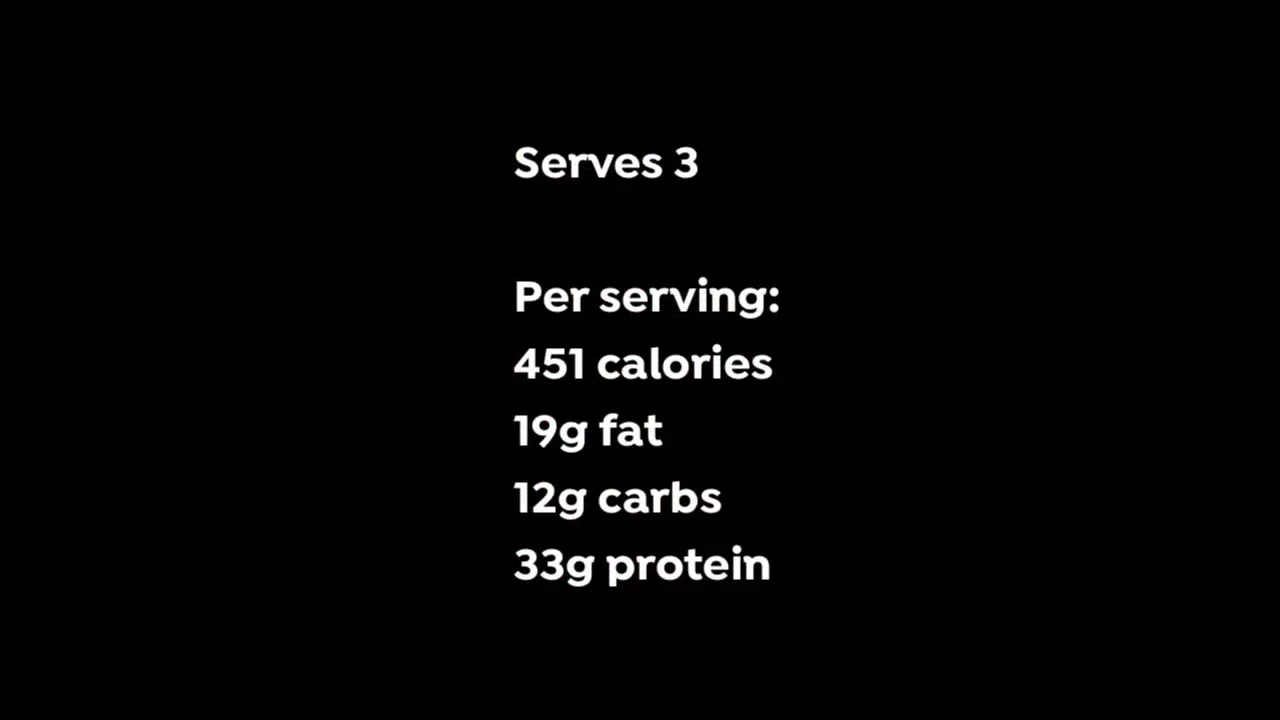 Serves 3
Per serving:
451 calories
19g fat
12g carbs
33g protein